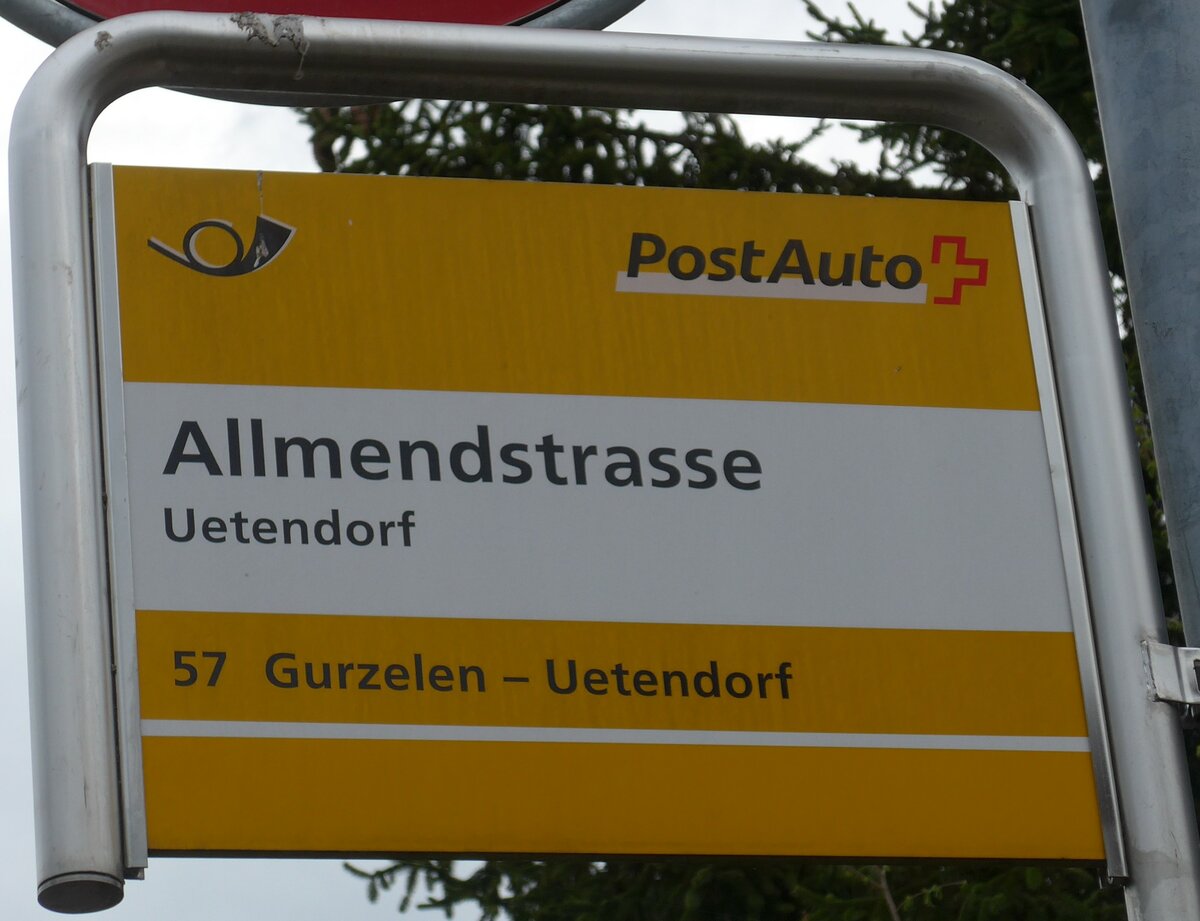 PostAuto
Allmendstrasse
Uetendorf
57 Gurzelen – Uetendorf